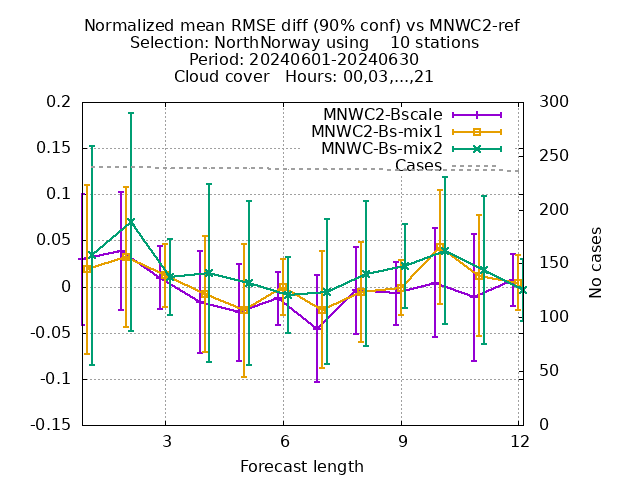 Normalized mean RMSE diff (90% conf) vs MNWC2-ref
Selection: NorthNorway using    10 stations
Period: 20240601-20240630
Cloud cover   Hours: 00,03,...,21
MNWC2-Bscale
MNWC2-Bs-mix1
MNWC-Bs-mix2
Cases
0.2
0.15
0.1
0.05
0
-0.05
-0.1
-0.15
300
250
200
150
100
50
0
No cases
3
6
9
12
Forecast length